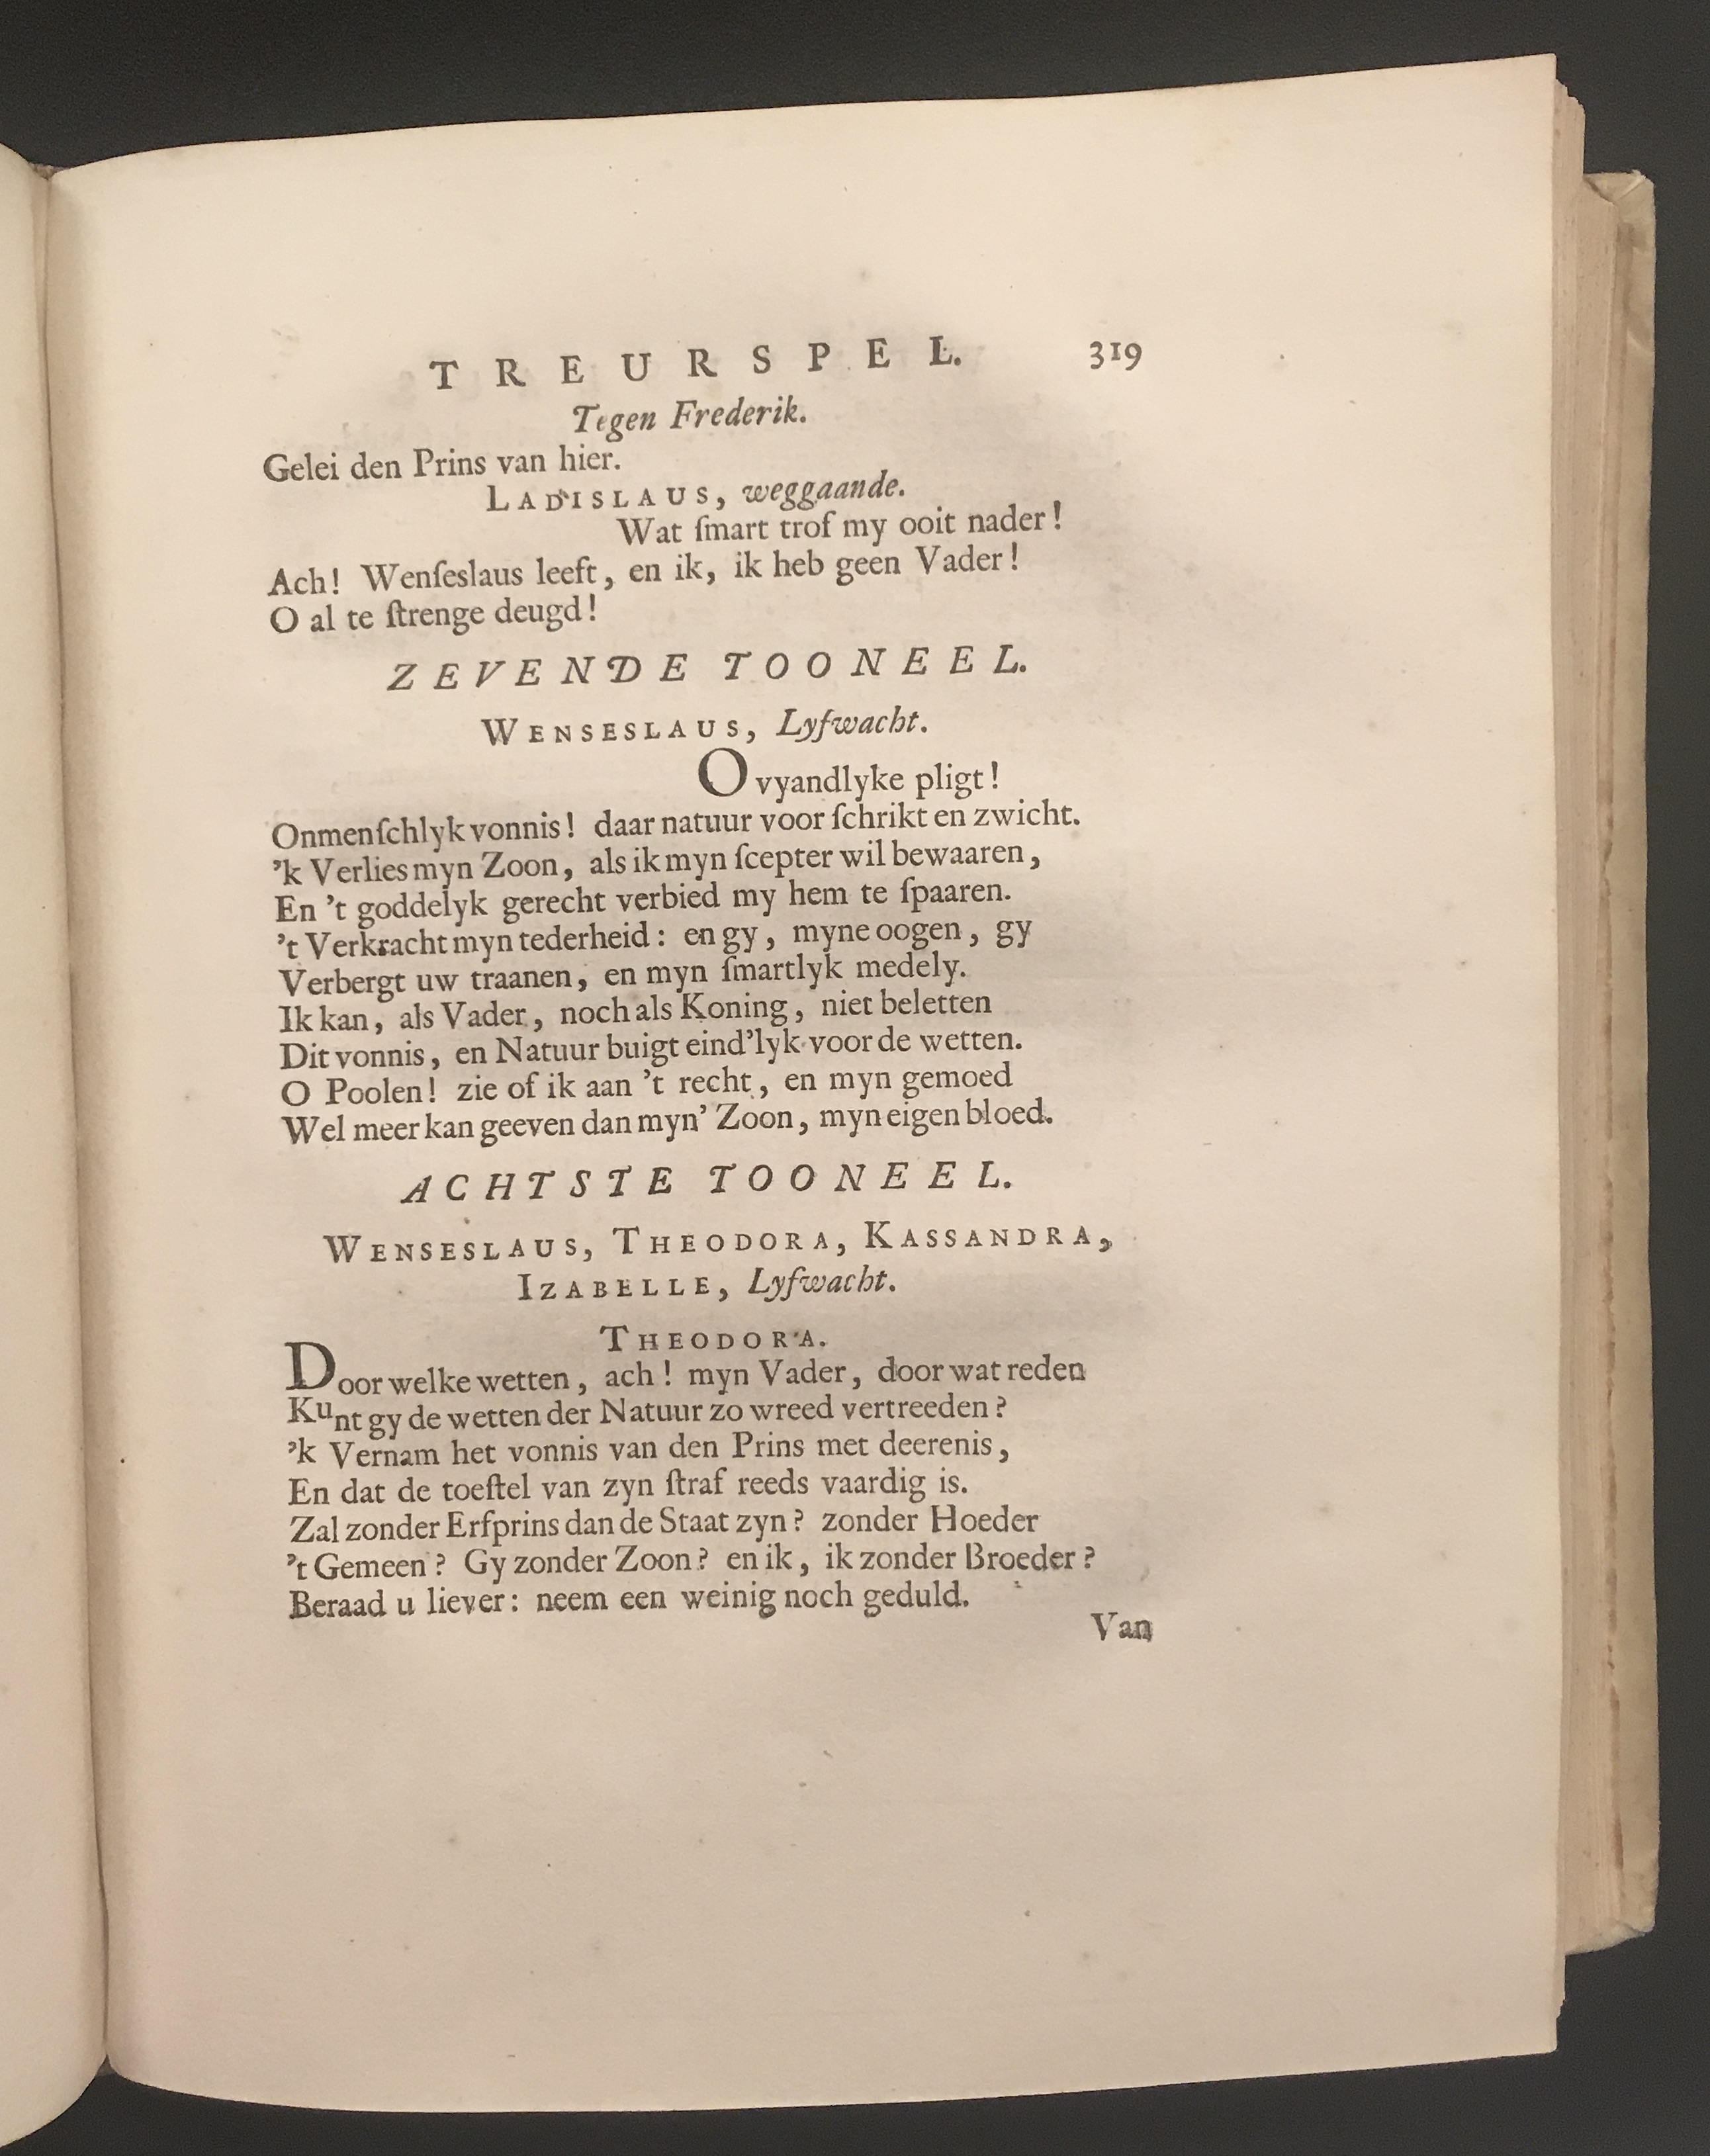 TREURSPEL. 319
Tegen Frederik.
Gelei den Prins van hier.
LADISLAUS, weggaande.
Wat ſmart trof my ooit nader!
Ach! Wenſeslaus leeft, en ik, ik heb geen Vader!
O al te ſtrenge deugd!
ZEVENDE TOONEEL.
WENSESLAUS, Lyfwacht.
O vyandlyke pligt!
Onmenſchlyk vonnis! daar natuur voor ſchrikt en zwicht.
'k Verlies myn Zoon, als ik myn ſcepter wil bewaaren,
En 't goddelyk gerecht verbied my hem te ſpaaren.
't Verkracht myn tederheid: en gy, myne oogen, gy
Verbergt uw traanen, en myn ſmartlyk medely.
Ik kan, als Vader, noch als Koning, niet beletten
Dit vonnis, en Natuur buigt eind'lyk voor de wetten.
O Poolen! zie of ik aan 't recht, en myn gemoed
Wel meer kan geeven dan myn' Zoon, myn eigen bloed.
ACHTSTE TOONEEL.
WENSESLAUS, THEODORA, KASSANDRA,
IZABELLE, Lyfwacht.
THEODORA.
Door welke wetten, ach! myn Vader, door wat reden
Kunt gy de wetten der Natuur zo wreed vertreeden?
'k Vernam het vonnis van den Prins met deerenis,
En dat de toeſtel van zyn ſtraf reeds vaardig is.
Zal zonder Erfprins dan de Staat zyn? zonder Hoeder
't Gemeen? Gy zonder Zoon? en ik, ik zonder Broeder?
Beraad u liever: neem een weinig noch geduld.
Van